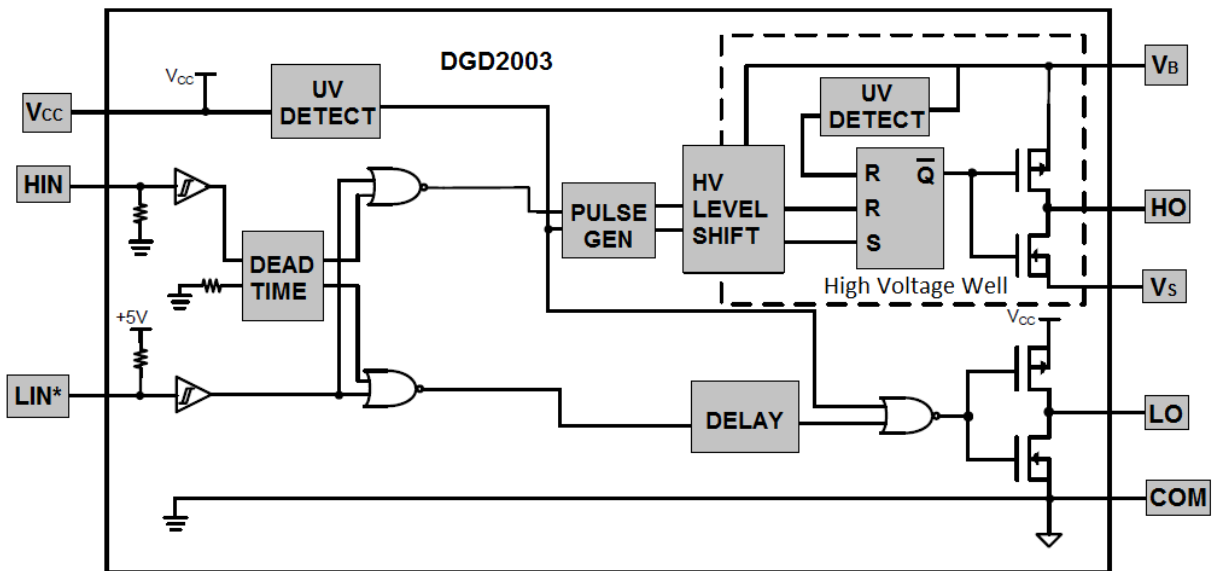 DGD2003
VCC
VCC
UV
DETECT
HIN
DEAD
TIME
+5V
LIN*
PULSE
GEN
HV
LEVEL
SHIFT
UV
DETECT
R
Q
R
S
High Voltage Well
VB
HO
VS
VCC
DELAY
LO
COM